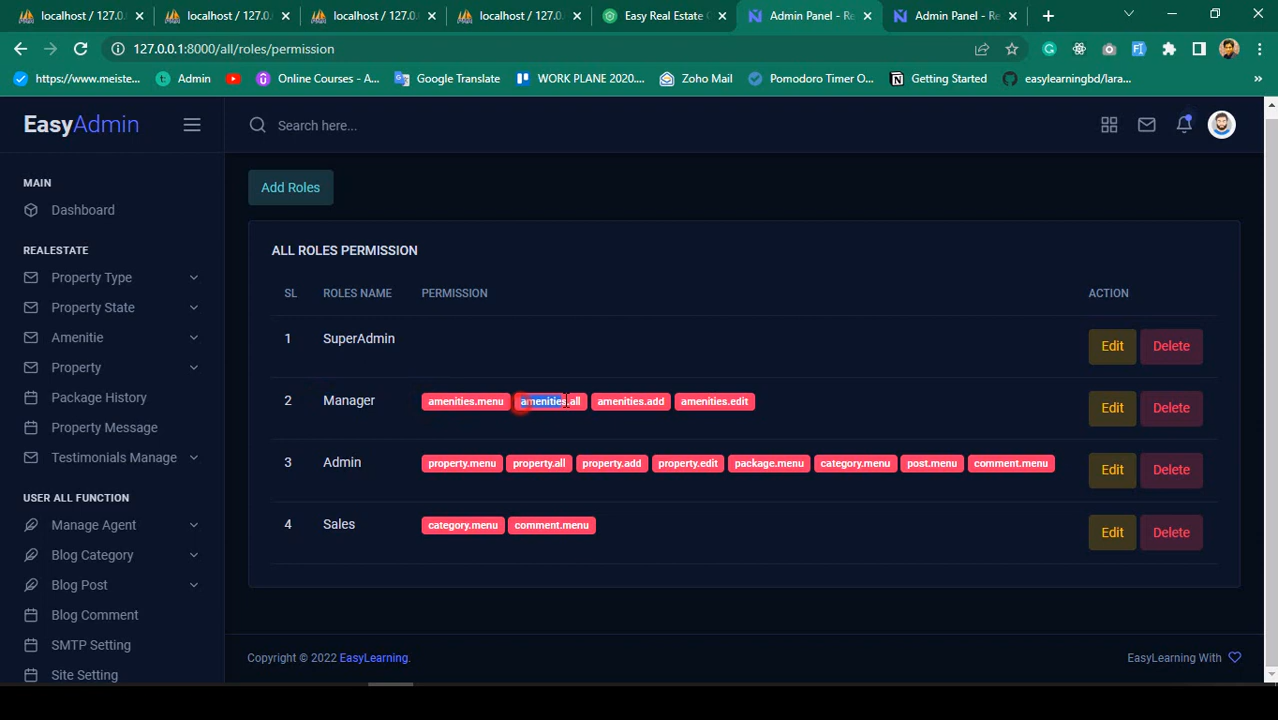 localhost / 127.0.
localhost / 127.0.
localhost / 127.0.
localhost / 127.0.
Easy Real Estate
Admin Panel - Re
Admin Panel - Re
127.0.0.1:8000/all/roles/permission
https://www.meiste...
Admin
Online Courses - A...
Google Translate
WORK PLANE 2020....
Zoho Mail
Pomodoro Timer O...
Getting Started
easylearningbd/lara...
EasyAdmin
Search here...
MAIN
Dashboard
REALESTATE
Property Type
Property State
Amenitie
Property
Package History
Property Message
Testimonials Manage
USER ALL FUNCTION
Manage Agent
Blog Category
Blog Post
Blog Comment
SMTP Setting
Site Setting
Add Roles
ALL ROLES PERMISSION
SL ROLES NAME PERMISSION ACTION
1 SuperAdmin Edit Delete
2 Manager amenities.menu amenities.all amenities.add amenities.edit Edit Delete
3 Admin property.menu property.all property.add property.edit package.menu category.menu post.menu comment.menu Edit Delete
4 Sales category.menu comment.menu Edit Delete
Copyright © 2022 EasyLearning.
EasyLearning With